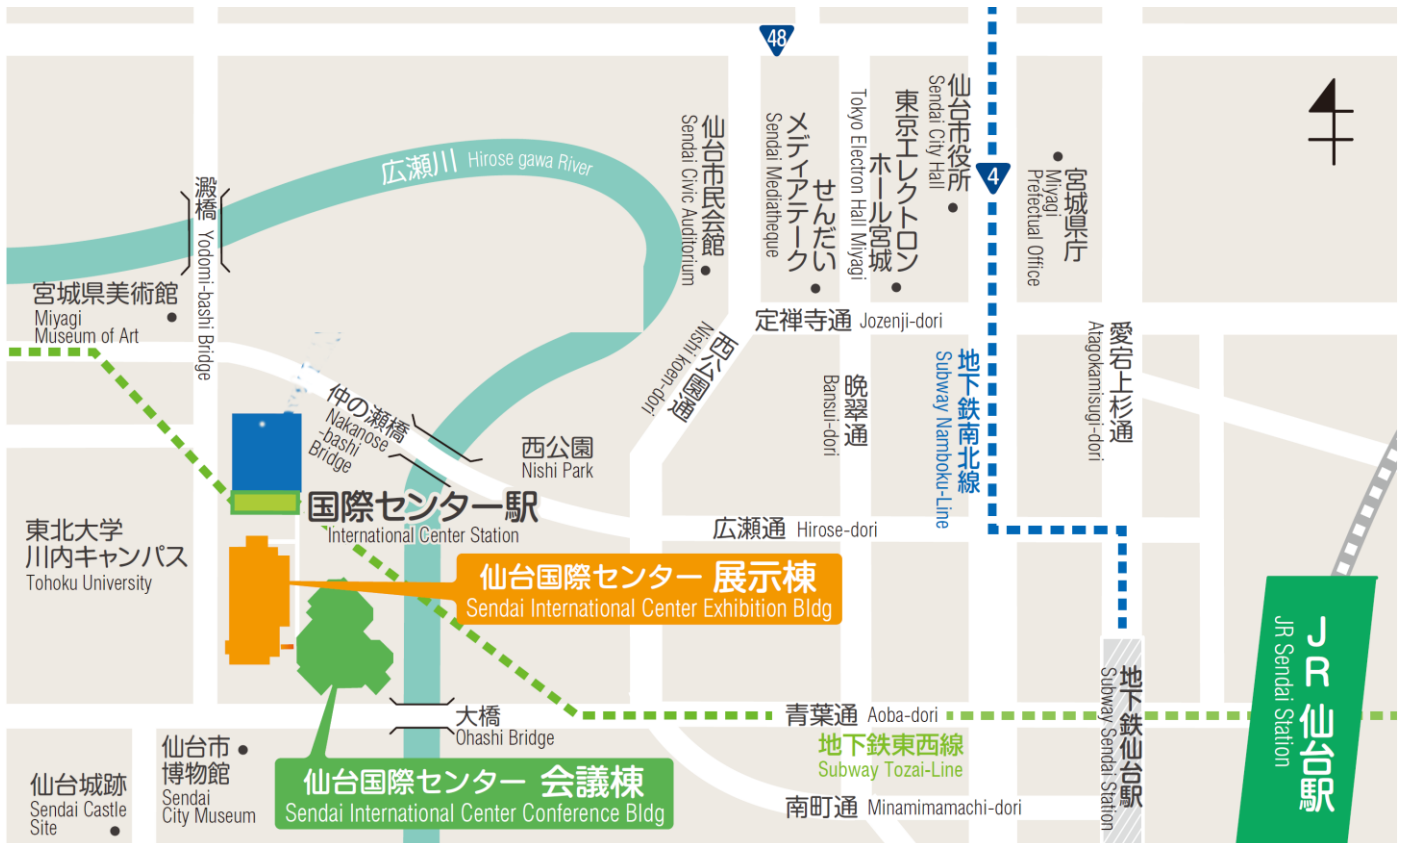 48
4
広瀬川 Hirose gawa River
澱橋 Yodomi-bashi Bridge
仙台市民会館
Sendai Civic Auditorium
せんだい
メディアテーク
Sendai Mediatheque
東京エレクトロン
ホール宮城
Tokyo Electron Hall Miyagi
仙台市役所
Sendai City Hall
宮城県庁
Miyagi
Prefectual Office
宮城県美術館
Miyagi
Museum of Art
定禅寺通 Jozenji-dori
西公園通
Nishi koen-dori
晩翠通
Bansui-dori
地下鉄南北線
Subway Namboku-Line
愛宕上杉通
Atagokamisugi-dori
仲の瀬橋
Nakanose
-bashi
Bridge
西公園
Nishi Park
国際センター駅
International Center Station
広瀬通 Hirose-dori
東北大学
川内キャンパス
Tohoku University
仙台国際センター 展示棟
Sendai International Center Exhibition Bldg
JR仙台駅
JR Sendai Station
地下鉄仙台駅
Subway Sendai Station
大橋
Ohashi Bridge
青葉通 Aoba-dori
地下鉄東西線
Subway Tozai-Line
仙台市
博物館
Sendai
City Museum
仙台城跡
Sendai Castle
Site
仙台国際センター 会議棟
Sendai International Center Conference Bldg
南町通 Minamimamachi-dori